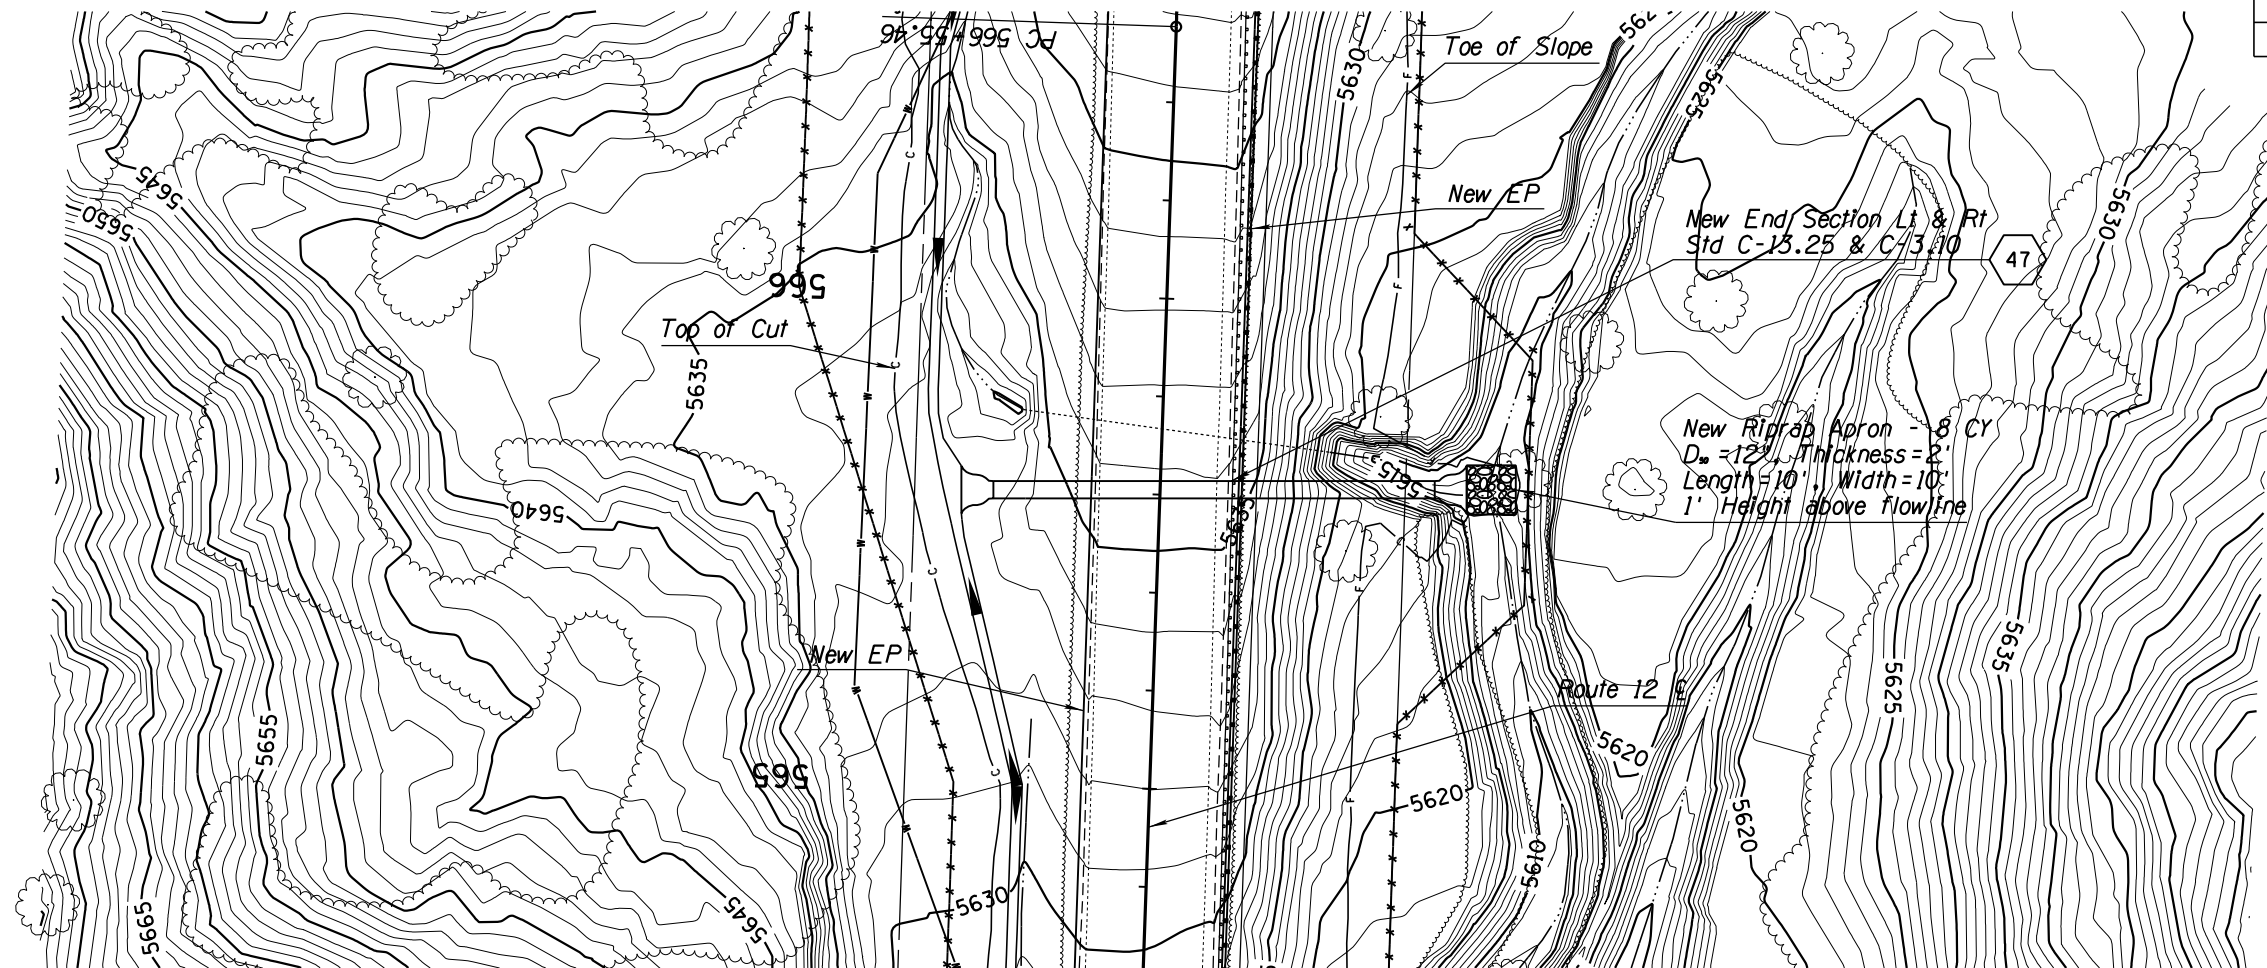 PC 566+55.46
Toe of Slope
5630
5625
5645
5650
New EP
New End Section Lt & Rt
Std C-13.25 & C-3.10
47
5630
566
Top of Cut
5635
New Riprap Apron - 8 CY
D₅₀ =12", Thickness=2'
Length=10', Width=10'
1' Height above flowline
5615
5640
New EP
5625
5635
Route 12 ℄
5655
565
5620
5620
5620
5610
5630
5645
5665